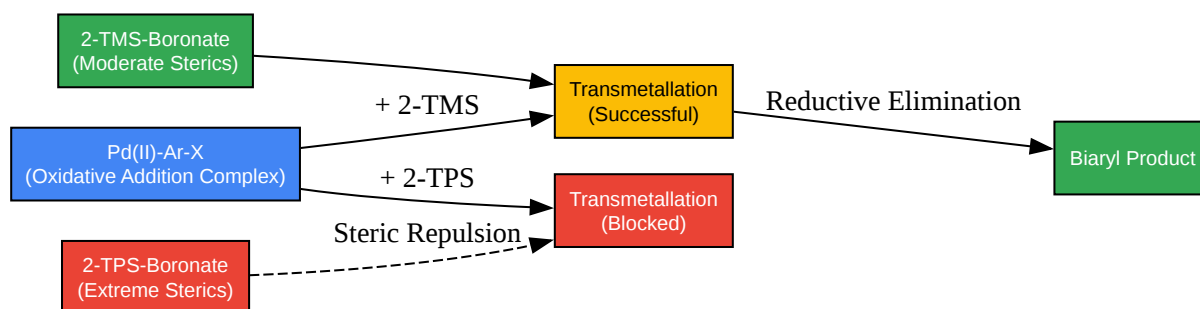 2-TMS-Boronate
(Moderate Sterics)
Pd(II)-Ar-X
(Oxidative Addition Complex)
2-TPS-Boronate
(Extreme Sterics)
+ 2-TMS
+ 2-TPS
Steric Repulsion
Transmetallation
(Successful)
Transmetallation
(Blocked)
Reductive Elimination
Biaryl Product